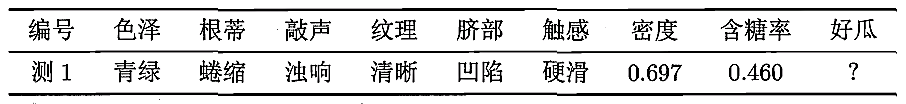 编号 色泽 根蒂 敲声 纹理 脐部 触感 密度 含糖率 好瓜
测1 青绿 蜷缩 浊响 清晰 凹陷 硬滑 0.697 0.460 ?